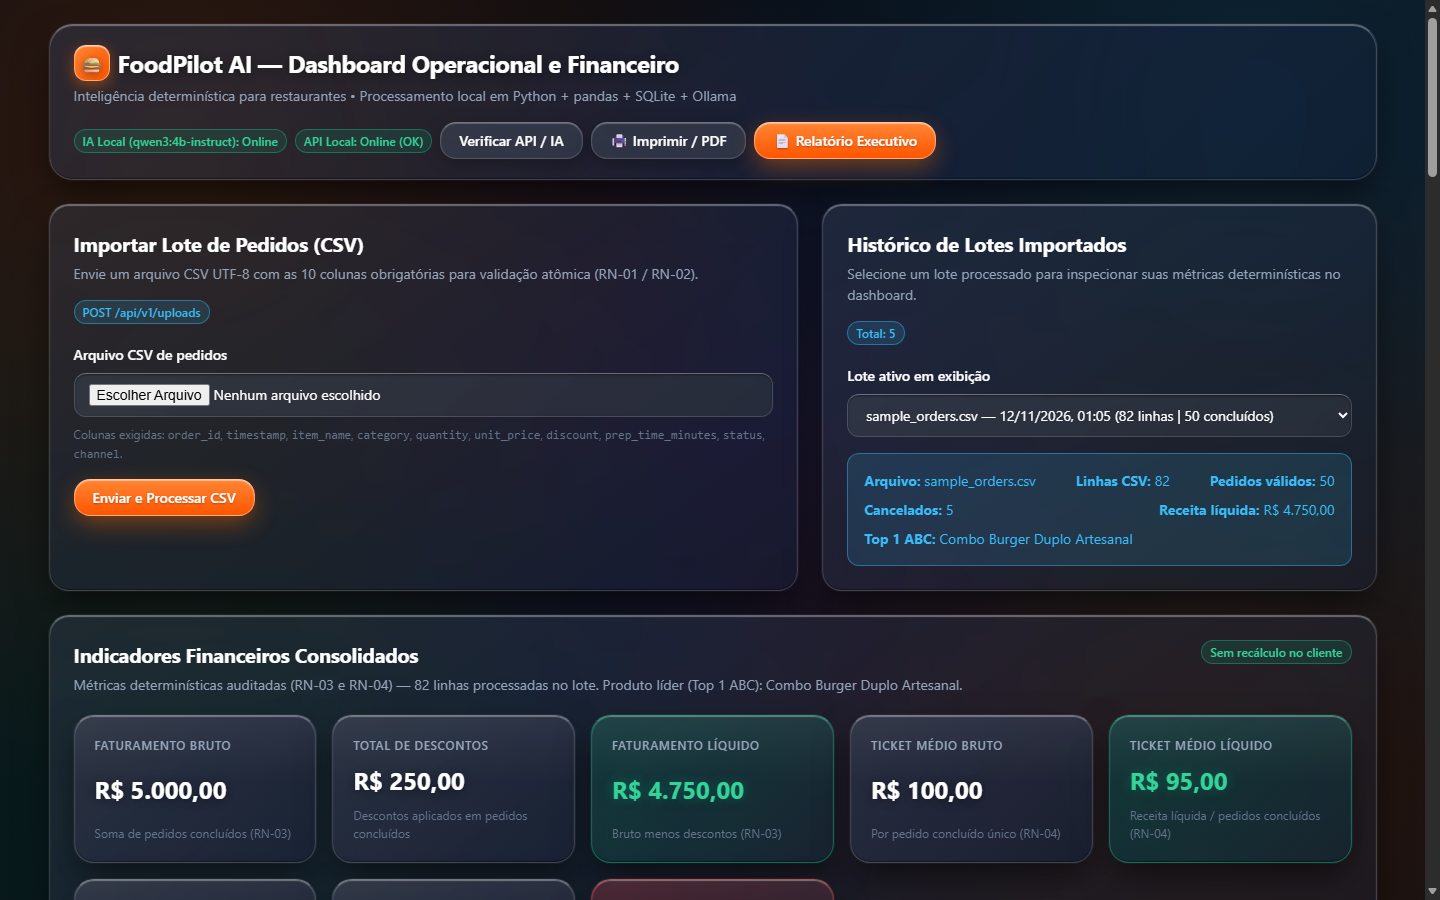 FoodPilot AI — Dashboard Operacional e Financeiro
Inteligência determinística para restaurantes • Processamento local em Python + pandas + SQLite + Ollama
IA Local (qwen3:4b-instruct): Online
API Local: Online (OK)
Verificar API / IA
Imprimir / PDF
Relatório Executivo
Importar Lote de Pedidos (CSV)
Envie um arquivo CSV UTF-8 com as 10 colunas obrigatórias para validação atômica (RN-01 / RN-02).
POST /api/v1/uploads
Arquivo CSV de pedidos
Escolher Arquivo Nenhum arquivo escolhido
Colunas exigidas: order_id, timestamp, item_name, category, quantity, unit_price, discount, prep_time_minutes, status,
channel.
Enviar e Processar CSV
Histórico de Lotes Importados
Selecione um lote processado para inspecionar suas métricas determinísticas no
dashboard.
Total: 5
Lote ativo em exibição
sample_orders.csv — 12/11/2026, 01:05 (82 linhas | 50 concluídos)
Arquivo: sample_orders.csv
Linhas CSV: 82
Pedidos válidos: 50
Cancelados: 5
Receita líquida: R$ 4.750,00
Top 1 ABC: Combo Burger Duplo Artesanal
Indicadores Financeiros Consolidados
Sem recálculo no cliente
Métricas determinísticas auditadas (RN-03 e RN-04) — 82 linhas processadas no lote. Produto líder (Top 1 ABC): Combo Burger Duplo Artesanal.
FATURAMENTO BRUTO
R$ 5.000,00
Soma de pedidos concluídos (RN-03)
TOTAL DE DESCONTOS
R$ 250,00
Descontos aplicados em pedidos
concluídos
FATURAMENTO LÍQUIDO
R$ 4.750,00
Bruto menos descontos (RN-03)
TICKET MÉDIO BRUTO
R$ 100,00
Por pedido concluído único (RN-04)
TICKET MÉDIO LÍQUIDO
R$ 95,00
Receita líquida / pedidos concluídos
(RN-04)